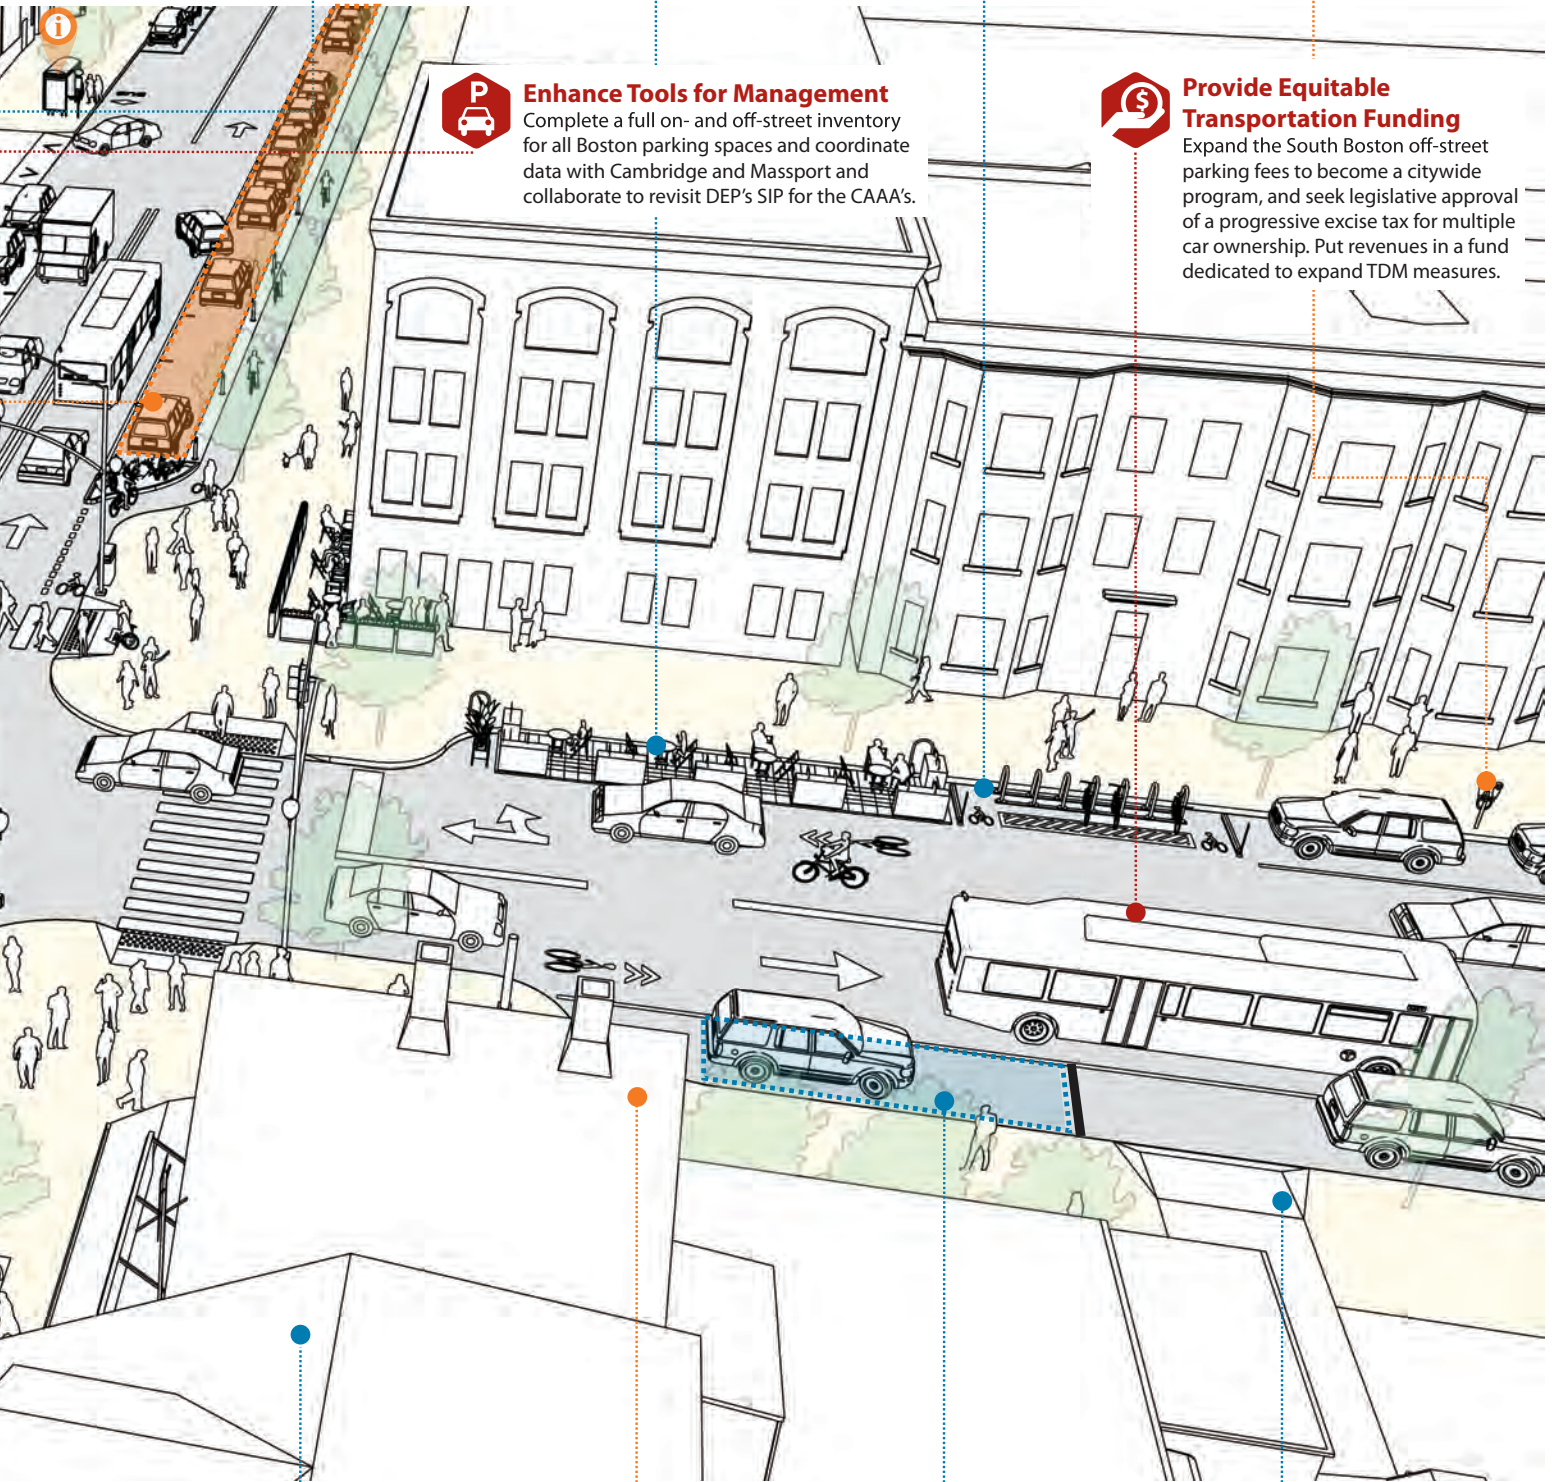 i
P
Enhance Tools for Management
Complete a full on- and off-street inventory
for all Boston parking spaces and coordinate
data with Cambridge and Massport and
collaborate to revisit DEP’s SIP for the CAAA’s.
$
Provide Equitable
Transportation Funding
Expand the South Boston off-street
parking fees to become a citywide
program, and seek legislative approval
of a progressive excise tax for multiple
car ownership. Put revenues in a fund
dedicated to expand TDM measures.